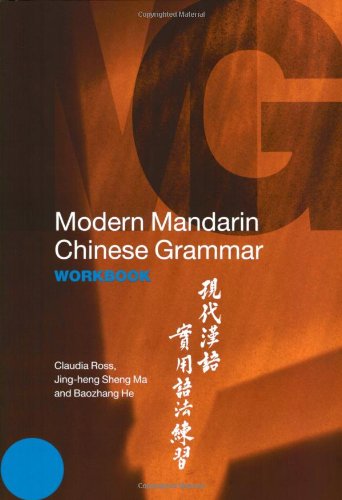 MG
Modern Mandarin
Chinese Grammar
WORKBOOK
現代漢語
實用語法練習
Claudia Ross,
Jing-heng Sheng Ma
and Baozhang He